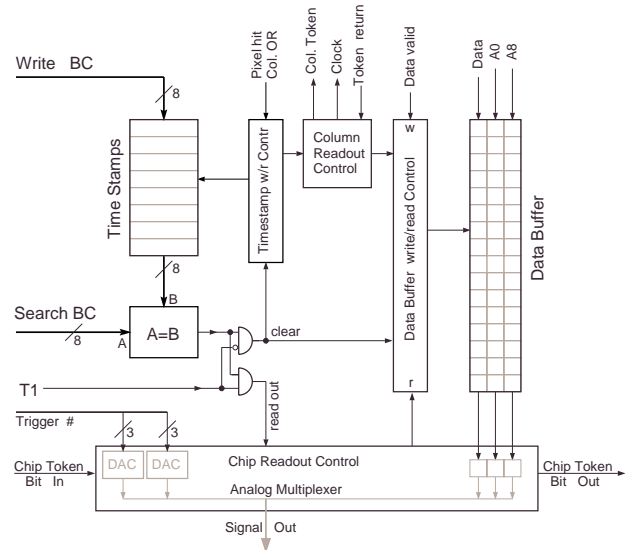 Write BC
8
Time Stamps
8
Search BC
8
A
B
A=B
T1
Trigger #
3
3
Pixel hit
Col. OR
Col. Token
Clock
Token return
Data valid
Data
A0
A8
Timestamp w/r Contr
Column
Readout
Control
w
Data Buffer write/read Control
r
Data Buffer
clear
read out
DAC
DAC
Chip Readout Control
Analog Multiplexer
Chip Token
Bit In
Chip Token
Bit Out
Signal Out